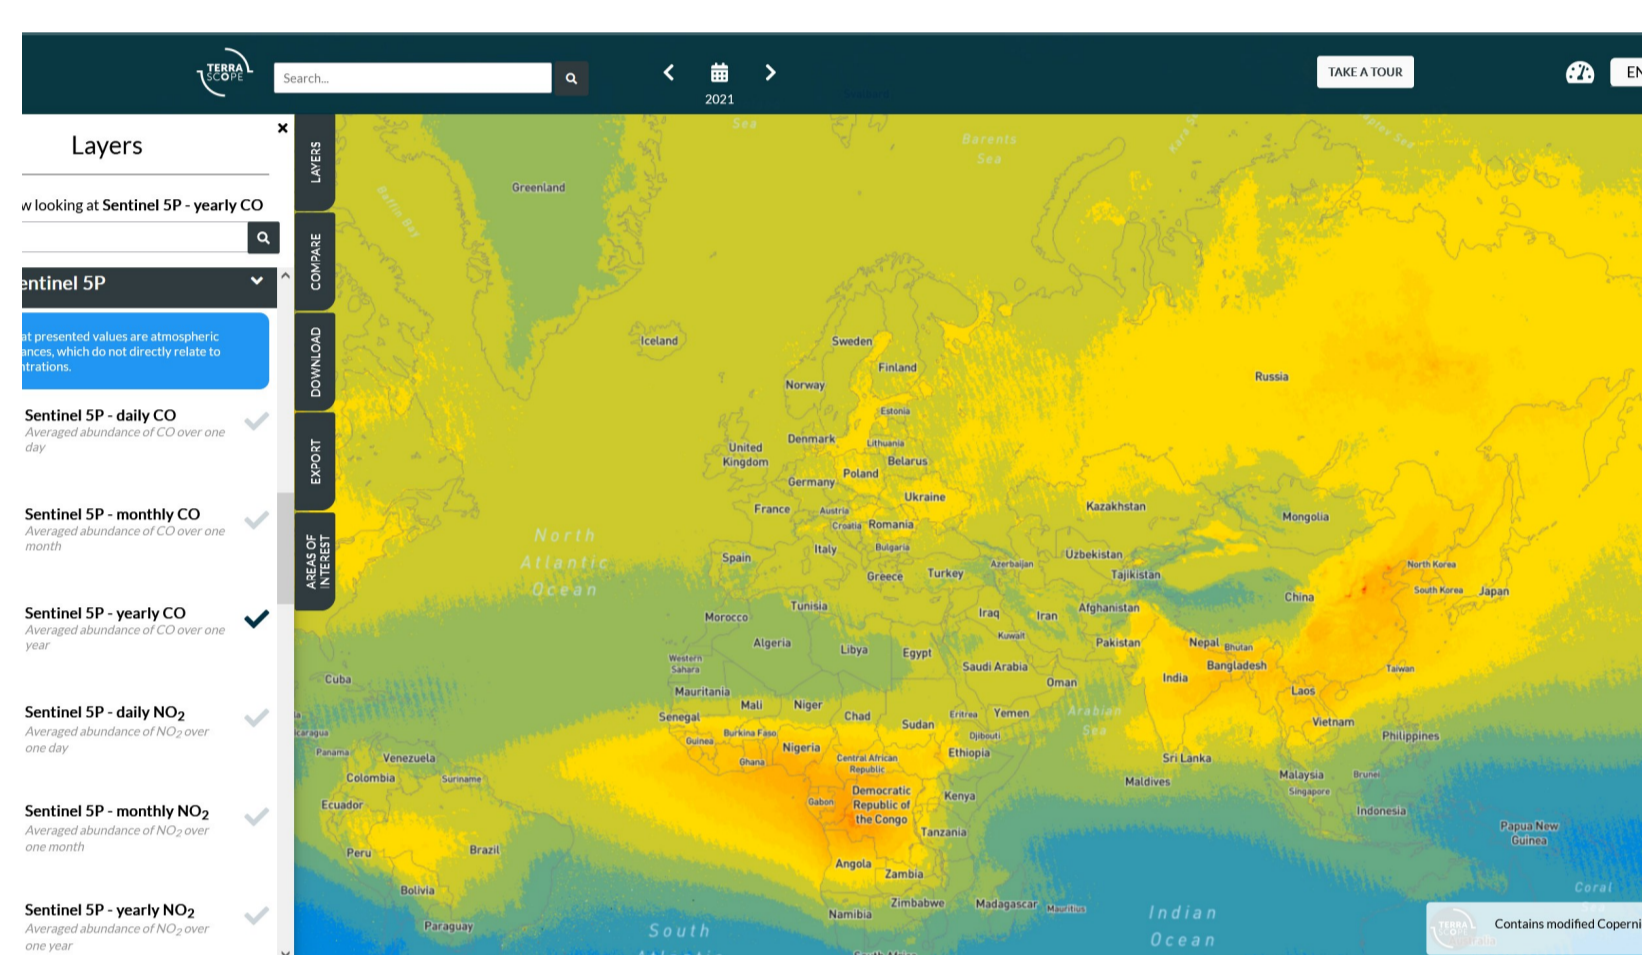 TERRA
SCOPE
Search...
2021
TAKE A TOUR
EN
Layers
w looking at Sentinel 5P - yearly CO
entinel 5P
at presented values are atmospheric
ances, which do not directly relate to
ntrations.
Sentinel 5P - daily CO
Averaged abundance of CO over one
day
Sentinel 5P - monthly CO
Averaged abundance of CO over one
month
Sentinel 5P - yearly CO
Averaged abundance of CO over one
year
Sentinel 5P - daily NO2
Averaged abundance of NO2 over
one day
Sentinel 5P - monthly NO2
Averaged abundance of NO2 over
one month
Sentinel 5P - yearly NO2
Averaged abundance of NO2 over
one year
LAYERS
COMPARE
DOWNLOAD
EXPORT
AREAS OF
INTEREST
Sea
Barents
Sea
Kara S
aptev Sea
Greenland
Baffin Bay
Iceland
Sweden
Finland
Norway
Russia
Estonia
Denmark
Lithuania
United
Kingdom
Belarus
Poland
Germany
Ukraine
France
Austria
Kazakhstan
Mongolia
Croatia
Romania
North
Atlantic
Ocean
Italy
Bulgaria
Spain
Uzbekistan
Azerbaijan
North Korea
Greece
Turkey
Tajikistan
China
South Korea
Japan
Tunisia
Morocco
Iraq
Iran
Afghanistan
Kuwait
Algeria
Libya
Egypt
Pakistan
Nepal
Bhutan
Western
Sahara
Saudi Arabia
Bangladesh
Taiwan
Cuba
Oman
India
Mauritania
Laos
Mali
Niger
Senegal
Chad
Sudan
Eritrea
Yemen
Arabian
Sea
Vietnam
icaragua
Guinea
Burkina Faso
Djibouti
Philippines
Panama
Venezuela
Nigeria
Ethiopia
Ghana
Central African
Republic
Sri Lanka
Colombia
Suriname
Maldives
Malaysia
Brunei
Singapore
Ecuador
Gabon
Democratic
Republic of
the Congo
Kenya
Indonesia
Papua New
Guinea
Tanzania
Peru
Brazil
Angola
Zambia
Bolivia
Coral
Zimbabwe
Madagascar
Mauritius
Namibia
Indian
Ocean
Paraguay
South
TERRA
SCOPE
Contains modified Coperni